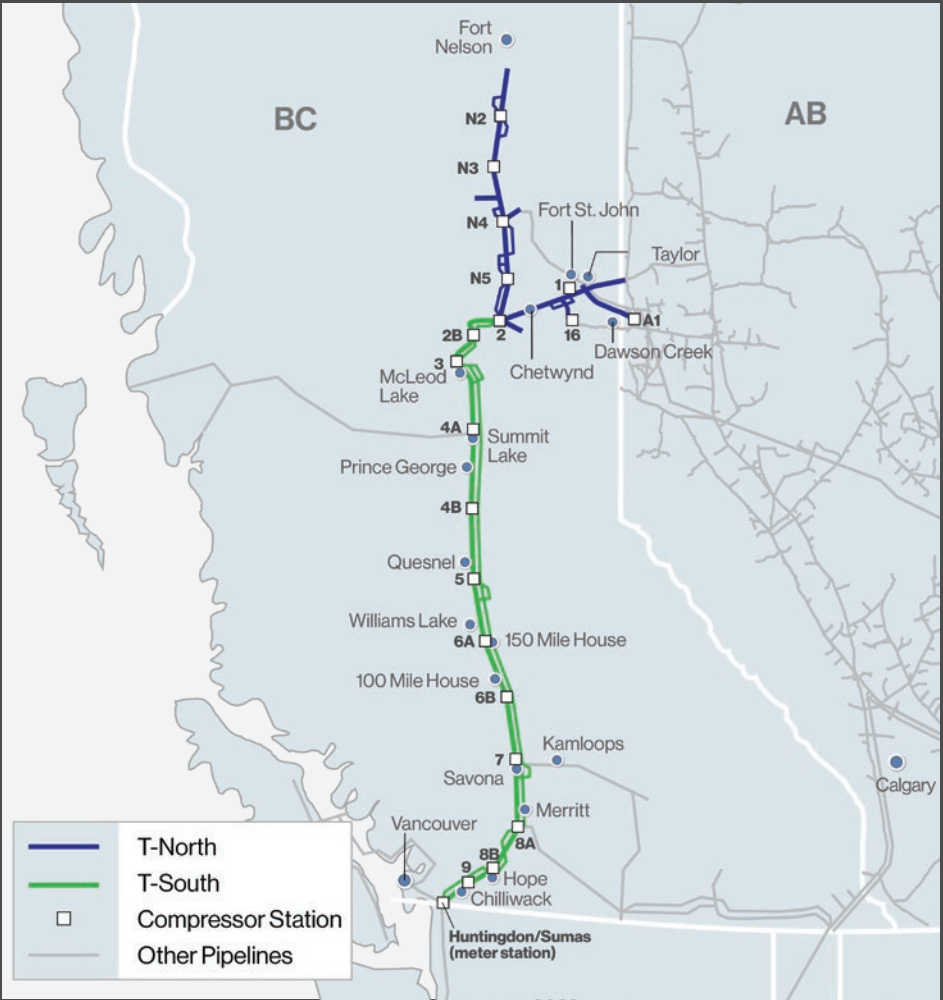 Fort
Nelson
BC
AB
N2
N3
Fort St. John
N4
Taylor
N5
1
2B
2
16
A1
Dawson Creek
3
Chetwynd
McLeod
Lake
4A
Summit
Lake
Prince George
4B
Quesnel
5
Williams Lake
6A
150 Mile House
100 Mile House
6B
Kamloops
7
Savona
Calgary
Merritt
Vancouver
8A
8B
9
Hope
Chilliwack
T-North
T-South
Compressor Station
Other Pipelines
Huntingdon/Sumas
(meter station)